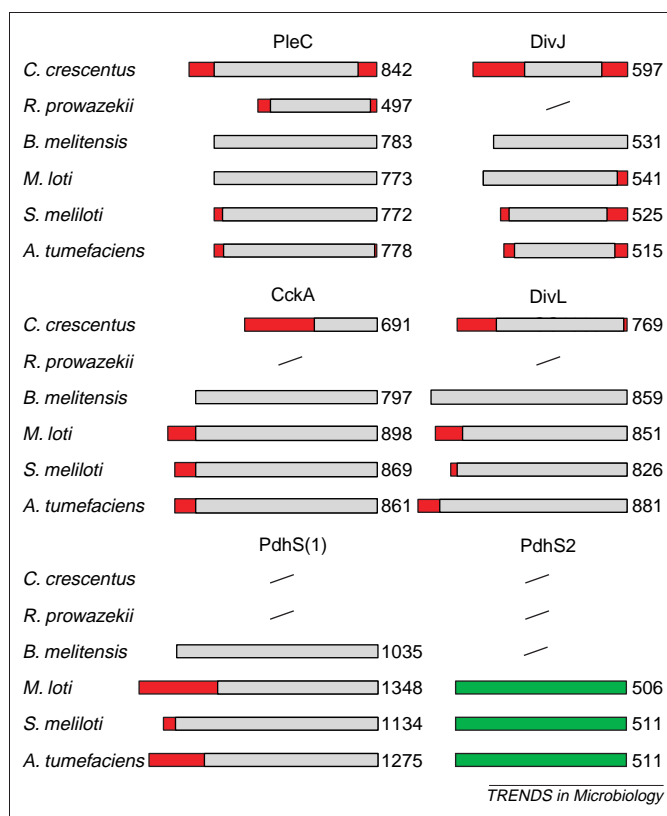 PleC DivJ
C. crescentus 842 597
R. prowazekii 497
B. melitensis 783 531
M. loti 773 541
S. meliloti 772 525
A. tumefaciens 778 515
CckA DivL
C. crescentus 691 769
R. prowazekii
B. melitensis 797 859
M. loti 898 851
S. meliloti 869 826
A. tumefaciens 861 881
PdhS(1) PdhS2
C. crescentus
R. prowazekii
B. melitensis 1035
M. loti 1348 506
S. meliloti 1134 511
A. tumefaciens 1275 511
TRENDS in Microbiology